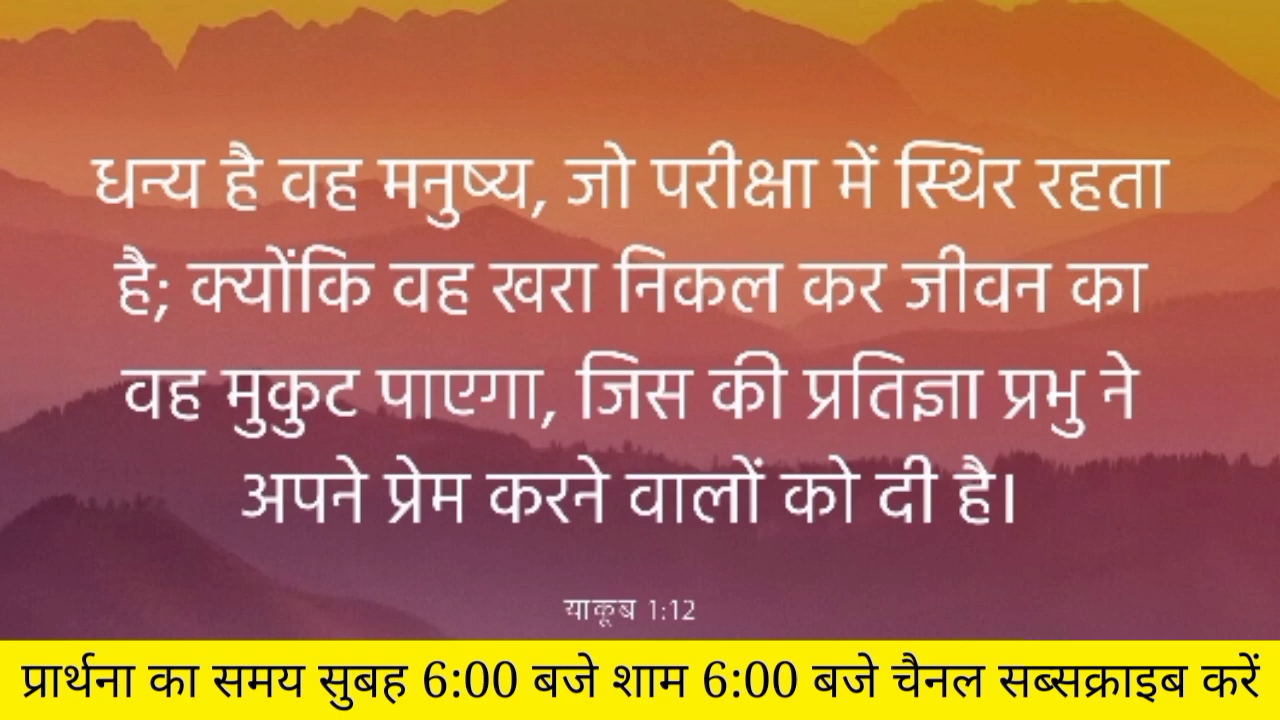 धन्य है वह मनुष्य, जो परीक्षा में स्थिर रहता
है; क्योंकि वह खरा निकल कर जीवन का
वह मुकुट पाएगा, जिस की प्रतिज्ञा प्रभु ने
अपने प्रेम करने वालों को दी है।
याकूब 1:12
प्रार्थना का समय सुबह 6:00 बजे शाम 6:00 बजे चैनल सब्सक्राइब करें